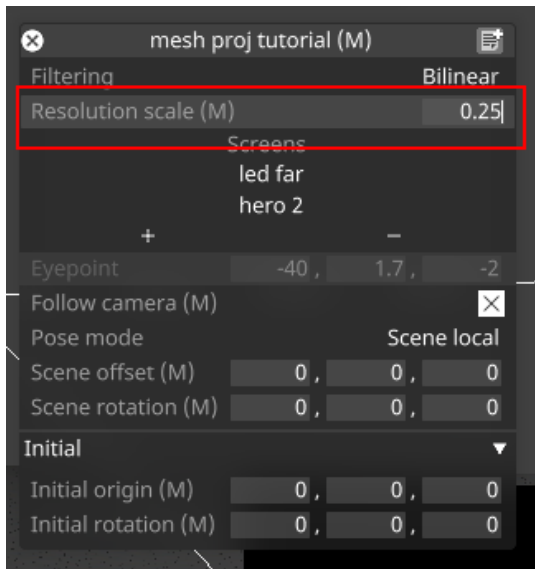 mesh proj tutorial (M)
Filtering Bilinear
Resolution scale (M) 0.25
Screens
led far
hero 2
+ −
Eyepoint -40 , 1.7 , -2
Follow camera (M)
Pose mode Scene local
Scene offset (M) 0 , 0 , 0
Scene rotation (M) 0 , 0 , 0
Initial
Initial origin (M) 0 , 0 , 0
Initial rotation (M) 0 , 0 , 0